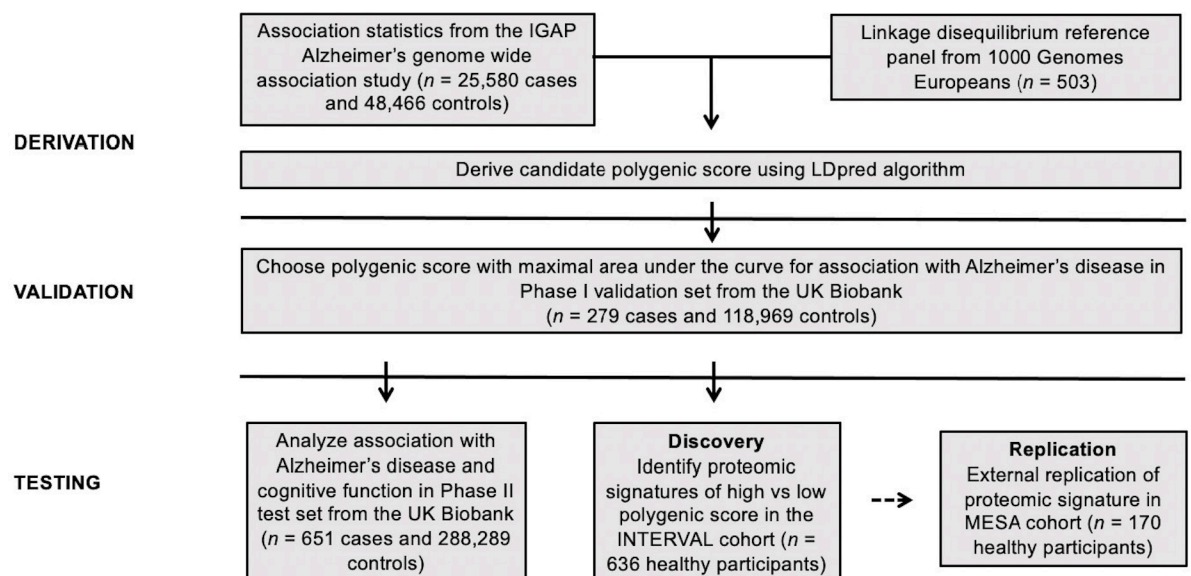 Association statistics from the IGAP
Alzheimer's genome wide
association study (n = 25,580 cases
and 48,466 controls)
Linkage disequilibrium reference
panel from 1000 Genomes
Europeans (n = 503)
DERIVATION
Derive candidate polygenic score using LDpred algorithm
VALIDATION
Choose polygenic score with maximal area under the curve for association with Alzheimer's disease in
Phase I validation set from the UK Biobank
(n = 279 cases and 118,969 controls)
TESTING
Analyze association with
Alzheimer's disease and
cognitive function in Phase II
test set from the UK Biobank
(n = 651 cases and 288,289
controls)
Discovery
Identify proteomic
signatures of high vs low
polygenic score in the
INTERVAL cohort (n =
636 healthy participants)
Replication
External replication of
proteomic signature in
MESA cohort (n = 170
healthy participants)